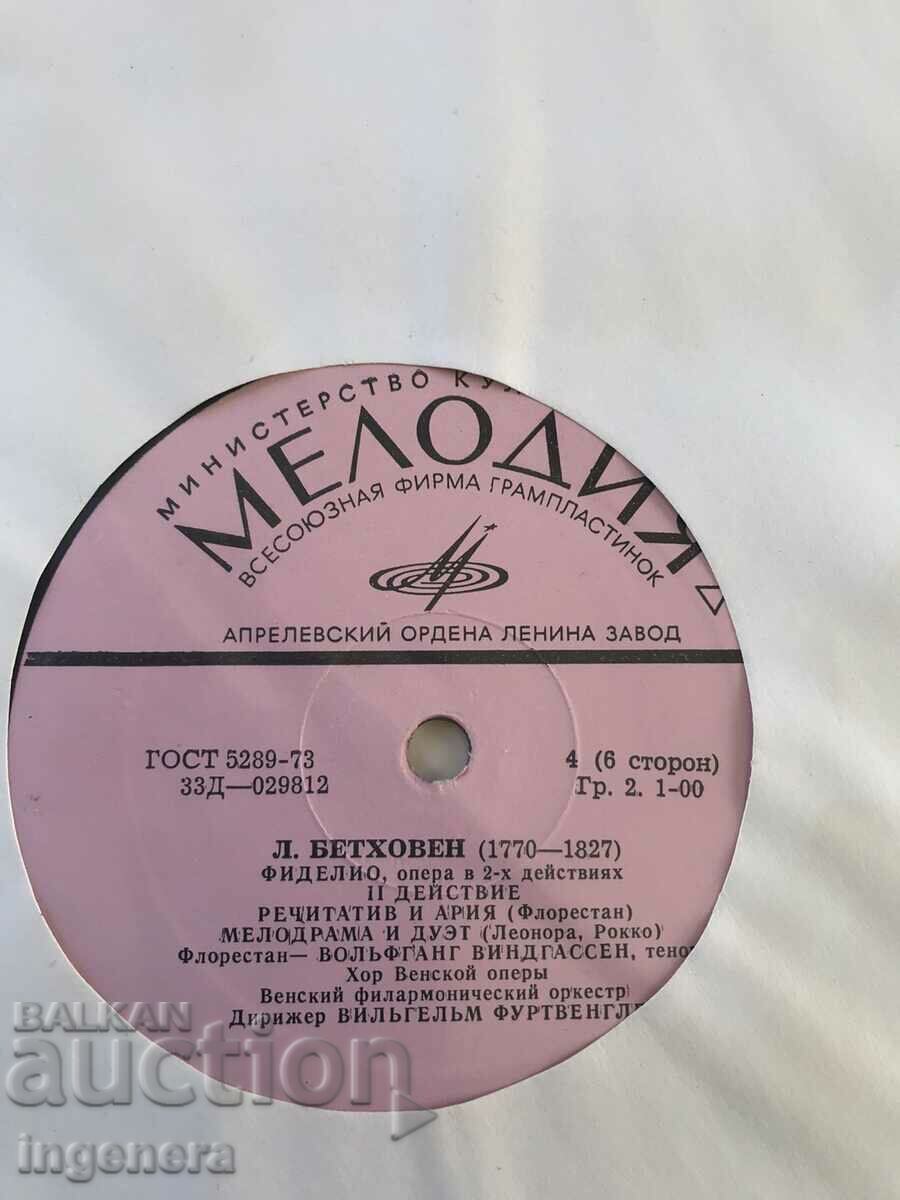 МИНИСТЕРСТВО
МЕЛОДИЯ
ВСЕСОЮЗНАЯ ФИРМА ГРАМПЛАСТИНОК
АПРЕЛЕВСКИЙ ОРДЕНА ЛЕНИНА ЗАВОД
ГОСТ 5289-73
33Д—029812
4 (6 сторон)
Гр. 2. 1-00
Л. БЕТХОВЕН (1770—1827)
ФИДЕЛИО, опера в 2-х действиях
II ДЕЙСТВИЕ
РЕЧИТАТИВ И АРИЯ (Флорестан)
МЕЛОДРАМА И ДУЭТ (Леонора, Рокко)
Флорестан— ВОЛЬФГАНГ ВИНДГАССЕН, тено
Хор Венской оперы
Венский филармонический оркестр
Дирижер ВИЛЬГЕЛЬМ ФУРТВЕНГЛ
BALKAN
auction
ingenera